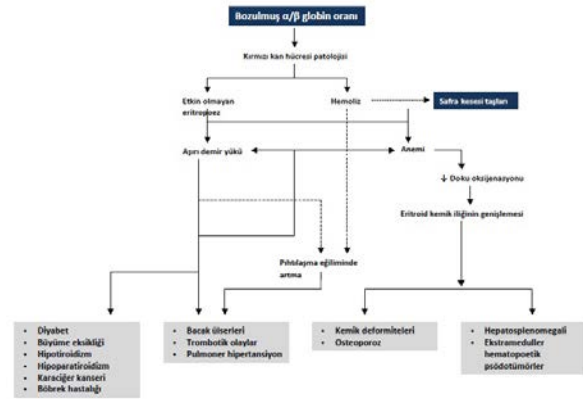 Bozulmuş α/β globin oranı
Kırmızı kan hücresi patolojisi
Etkin olmayan
eritropoez
Hemoliz
Safra kesesi taşları
Aşırı demir yükü
Anemi
↓ Doku oksijenasyonu
Eritroid kemik iliğinin genişlemesi
Pıhtılaşma eğiliminde
artma
• Diyabet
• Büyüme eksikliği
• Hipotiroidizm
• Hipoparatiroidizm
• Karaciğer kanseri
• Böbrek hastalığı
• Bacak ülserleri
• Trombotik olaylar
• Pulmoner hipertansiyon
• Kemik deformiteleri
• Osteoporoz
• Hepatosplenomegali
• Ekstrameduller
hematopoetik
psödotümörler